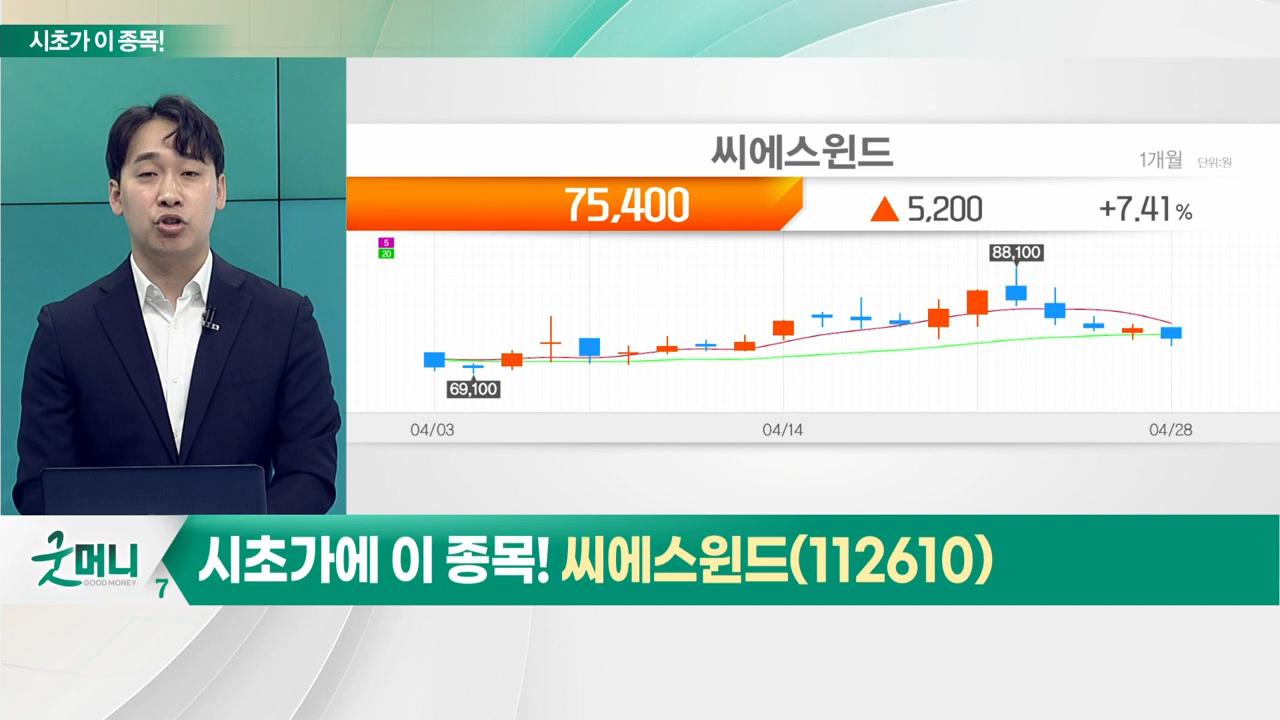 시초가 이 종목!
씨에스윈드
1개월 단위:원
75,400 ▲ 5,200 +7.41%
5
20
88,100
69,100
04/03 04/14 04/28
굿머니
GOOD MONEY
7
시초가에 이 종목! 씨에스윈드(112610)